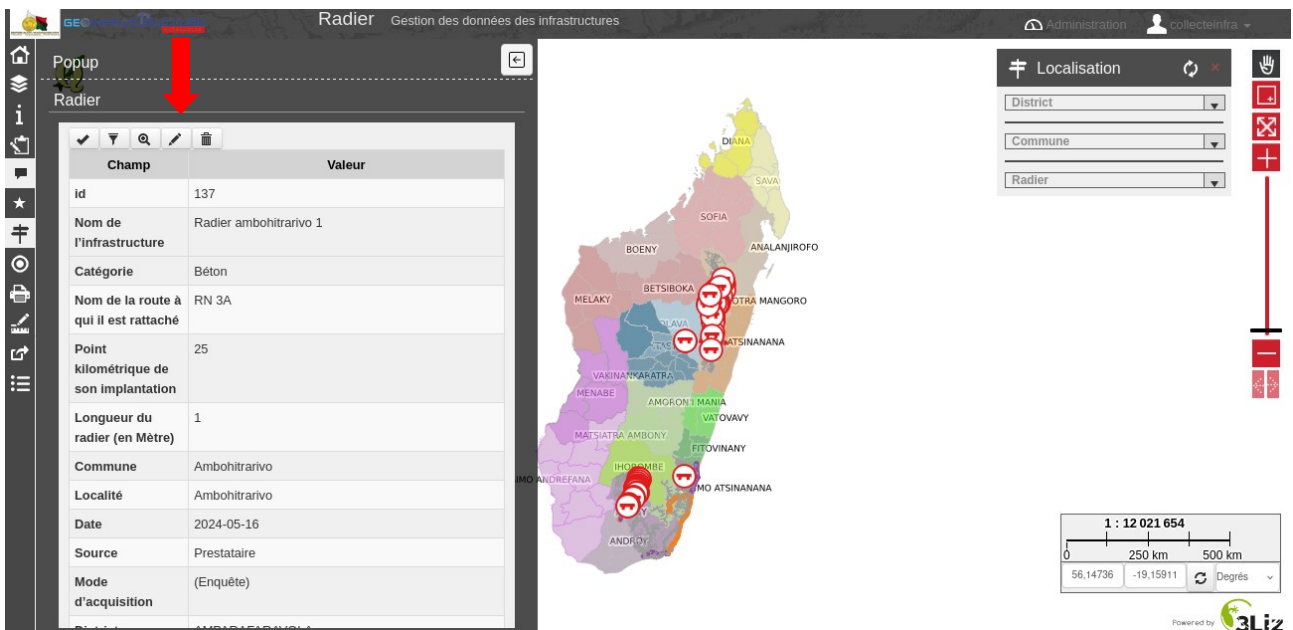 Radier Gestion des données des infrastructures
Administration
collecteinfra
Popup
Radier
Champ Valeur
id 137
Nom de Radier ambohitrarivo 1
l'infrastructure
Catégorie Béton
Nom de la route à RN 3A
qui il est rattaché
Point 25
kilométrique de
son implantation
Longueur du 1
radier (en Mètre)
Commune Ambohitrarivo
Localité Ambohitrarivo
Date 2024-05-16
Source Prestataire
Mode (Enquête)
d'acquisition
DIANA
SAVA
SOFIA
BOENY
ANALANJIROFO
BETSIBOKA
MELAKY
OTRA MANGORO
ATSINANANA
VAKINANKARATRA
MENABE
AMORON'I MANIA
VATOVAVY
MATSIATRA AMBONY
FITOVINANY
IHOROMBE
IMO ANDREFANA
MO ATSINANANA
ANDROY
Localisation
District
Commune
Radier
1 : 12 021 654
0 250 km 500 km
56,14736 -19,15911 Degrés
Powered by 3Liz